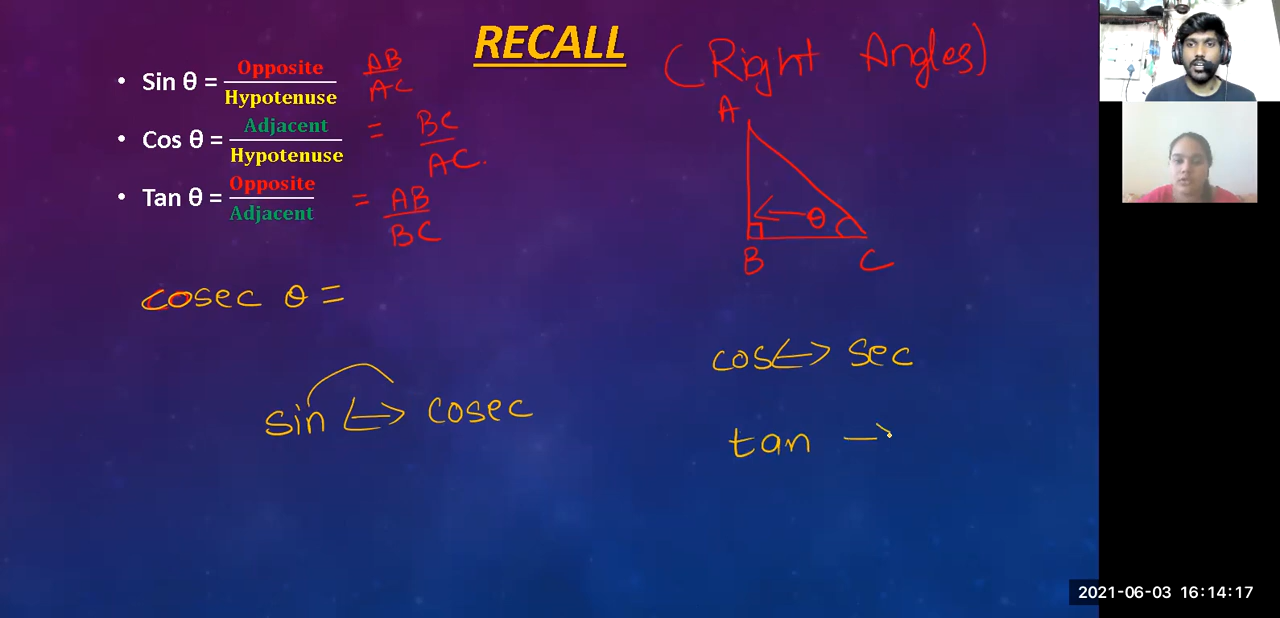 RECALL
(Right Angles)
• Sin θ = Opposite / Hypotenuse AB / AC
• Cos θ = Adjacent / Hypotenuse = BC / AC.
• Tan θ = Opposite / Adjacent = AB / BC
A
θ
B C
cosec θ =
cos <-> sec
sin <-> cosec
tan ->
2021-06-03 16:14:17